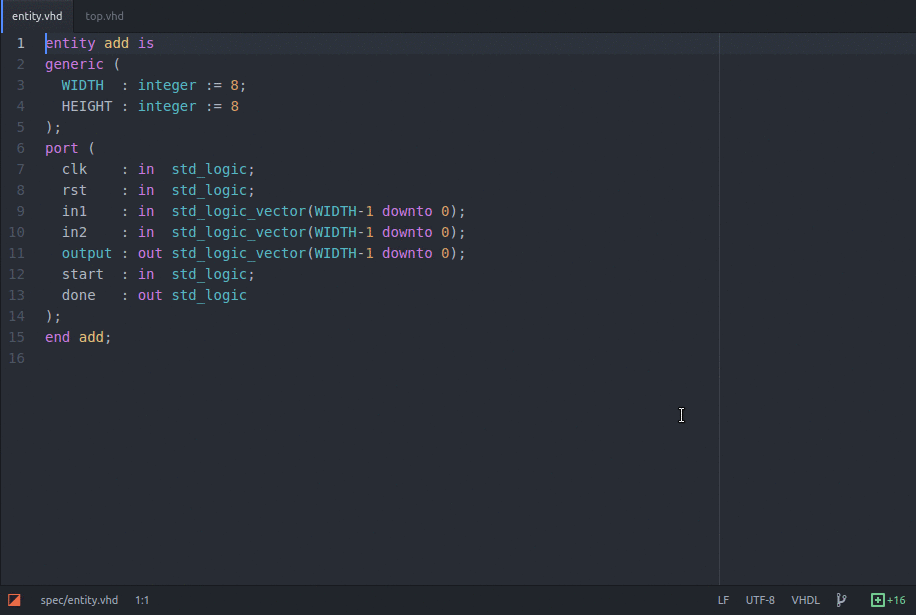 entity.vhd top.vhd
1 entity add is
2 generic (
3   WIDTH  : integer := 8;
4   HEIGHT : integer := 8
5 );
6 port (
7   clk    : in  std_logic;
8   rst    : in  std_logic;
9   in1    : in  std_logic_vector(WIDTH-1 downto 0);
10   in2    : in  std_logic_vector(WIDTH-1 downto 0);
11   output : out std_logic_vector(WIDTH-1 downto 0);
12   start  : in  std_logic;
13   done   : out std_logic
14 );
15 end add;
16
spec/entity.vhd 1:1 LF UTF-8 VHDL +16